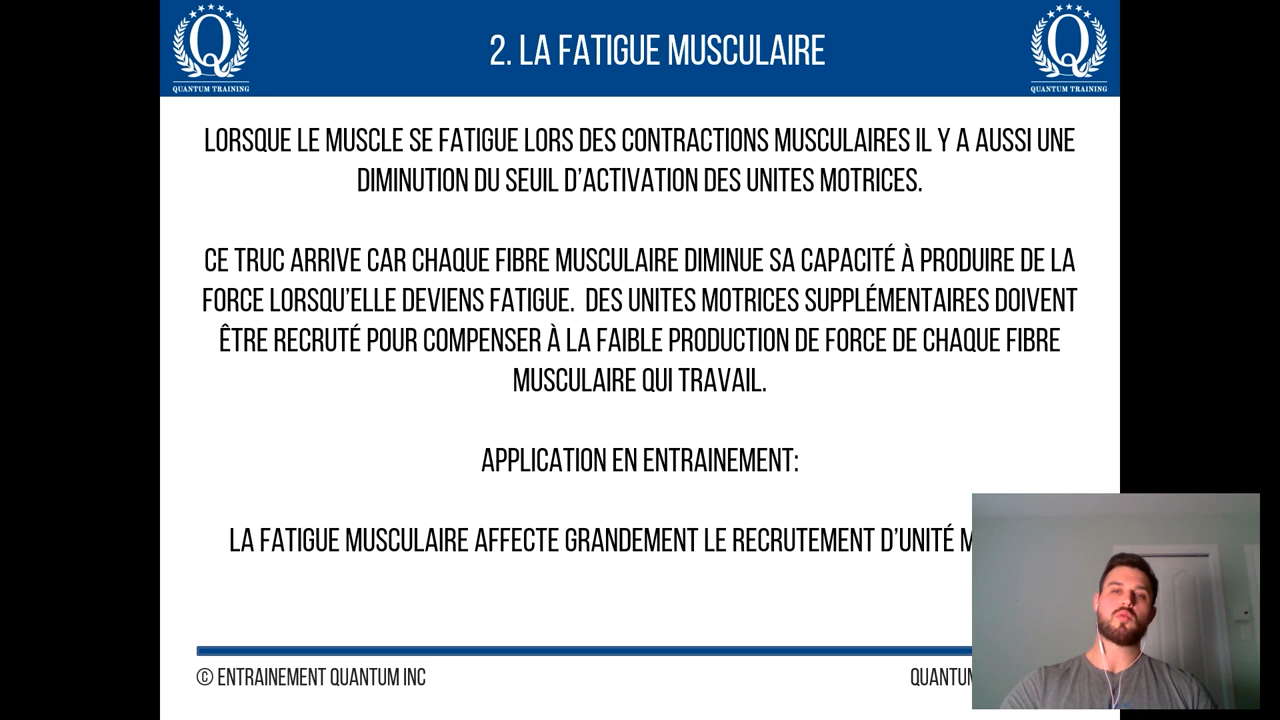 2. LA FATIGUE MUSCULAIRE
QUANTUM TRAINING
QUANTUM TRAINING
LORSQUE LE MUSCLE SE FATIGUE LORS DES CONTRACTIONS MUSCULAIRES IL Y A AUSSI UNE
DIMINUTION DU SEUIL D'ACTIVATION DES UNITES MOTRICES.
CE TRUC ARRIVE CAR CHAQUE FIBRE MUSCULAIRE DIMINUE SA CAPACITÉ À PRODUIRE DE LA
FORCE LORSQU'ELLE DEVIENS FATIGUE. DES UNITES MOTRICES SUPPLÉMENTAIRES DOIVENT
ÊTRE RECRUTÉ POUR COMPENSER À LA FAIBLE PRODUCTION DE FORCE DE CHAQUE FIBRE
MUSCULAIRE QUI TRAVAIL.
APPLICATION EN ENTRAINEMENT:
LA FATIGUE MUSCULAIRE AFFECTE GRANDEMENT LE RECRUTEMENT D'UNITÉ
© ENTRAINEMENT QUANTUM INC